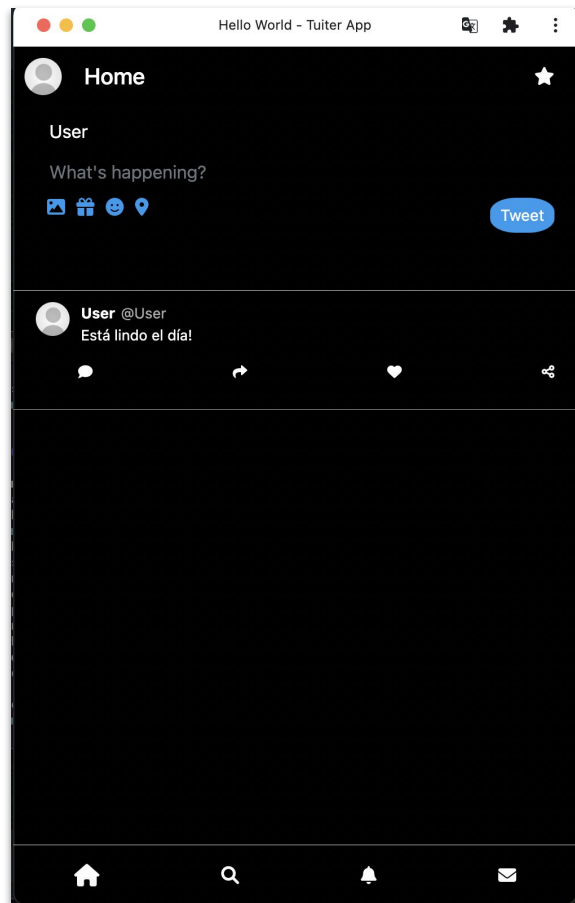 Hello World - Tuiter App
Home
User
What's happening?
Tweet
User @User
Está lindo el día!